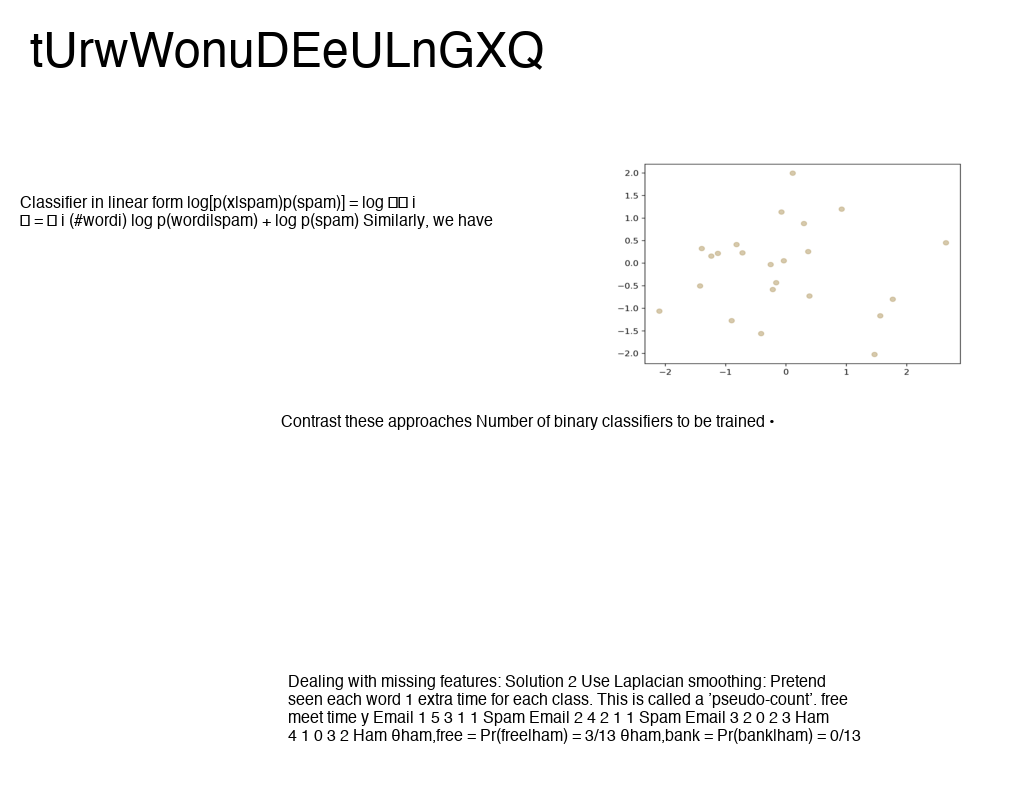 tUrwWonuDEeULnGXQ
Classifier in linear form log[p(x|spam)p(spam)] = log □□ i
□ = □ i (#wordi) log p(wordi|spam) + log p(spam) Similarly, we have
2.0
1.5
1.0
0.5
0.0
−0.5
−1.0
−1.5
−2.0
−2 −1 0 1 2
Contrast these approaches Number of binary classifiers to be trained •
Dealing with missing features: Solution 2 Use Laplacian smoothing: Pretend
seen each word 1 extra time for each class. This is called a 'pseudo-count'. free
meet time y Email 1 5 3 1 1 Spam Email 2 4 2 1 1 Spam Email 3 2 0 2 3 Ham
4 1 0 3 2 Ham θham,free = Pr(free|ham) = 3/13 θham,bank = Pr(bank|ham) = 0/13